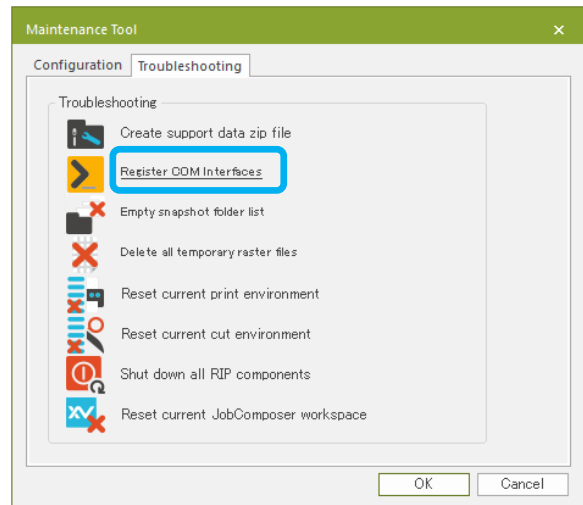 Maintenance Tool
Configuration Troubleshooting
Troubleshooting
Create support data zip file
Register COM Interfaces
Empty snapshot folder list
Delete all temporary raster files
Reset current print environment
Reset current cut environment
Shut down all RIP components
Reset current JobComposer workspace
OK Cancel